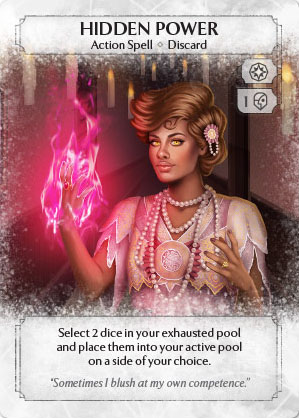 HIDDEN POWER
Action Spell ⬦ Discard
1
Select 2 dice in your exhausted pool
and place them into your active pool
on a side of your choice.
"Sometimes I blush at my own competence."